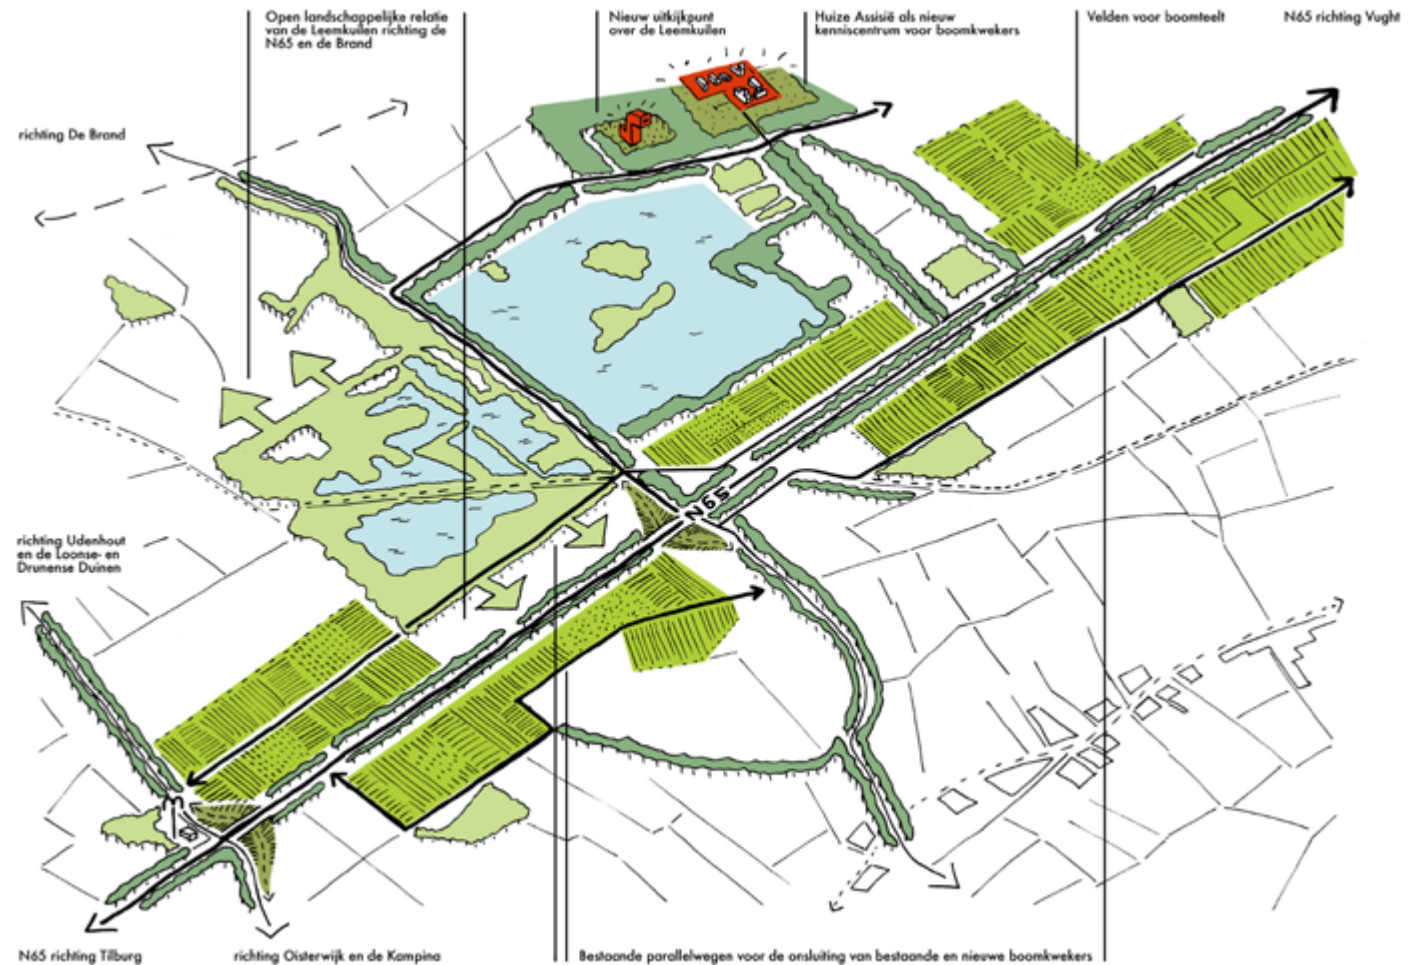 Open landschappelijke relatie
van de Leemkuilen richting de
N65 en de Brand
Nieuw uitkijkpunt
over de Leemkuilen
Huize Assisië als nieuw
kenniscentrum voor boomkwekers
Velden voor boomteelt
N65 richting Vught
richting De Brand
N65
richting Udenhout
en de Loonse- en
Drunense Duinen
N65 richting Tilburg
richting Oisterwijk en de Kampina
Bestaande parallelwegen voor de onsluiting van bestaande en nieuwe boomkwekers